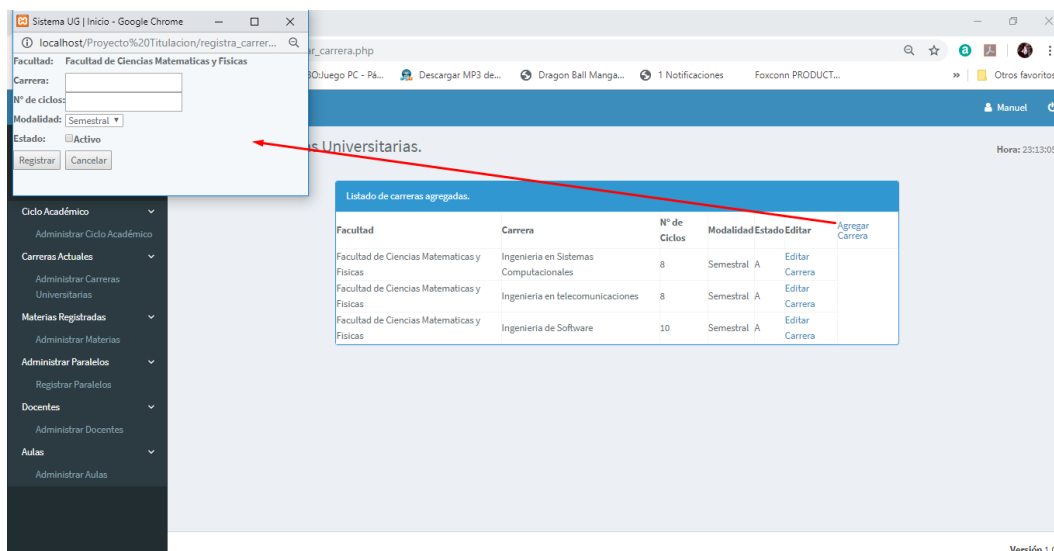 Sistema UG | Inicio - Google Chrome
localhost/Proyecto%20Titulacion/registra_carrer...
Facultad: Facultad de Ciencias Matematicas y Fisicas
Carrera:
N° de ciclos:
Modalidad: Semestral
Estado: Activo
Registrar Cancelar
ar_carrera.php
BO:Juego PC - Pá... Descargar MP3 de... Dragon Ball Manga... 1 Notificaciones Foxconn PRODUCT... » Otros favoritos
Manuel
Universitarias.
Hora: 23:13:05
Ciclo Académico
Administrar Ciclo Académico
Carreras Actuales
Administrar Carreras
Universitarias
Materias Registradas
Administrar Materias
Administrar Paralelos
Registrar Paralelos
Docentes
Administrar Docentes
Aulas
Administrar Aulas
Listado de carreras agregadas.
Facultad Carrera N° de Ciclos Modalidad Estado Editar Agregar Carrera
Facultad de Ciencias Matematicas y Fisicas Ingenieria en Sistemas Computacionales 8 Semestral A Editar Carrera
Facultad de Ciencias Matematicas y Fisicas Ingenieria en telecomunicaciones 8 Semestral A Editar Carrera
Facultad de Ciencias Matematicas y Fisicas Ingenieria de Software 10 Semestral A Editar Carrera
Versión